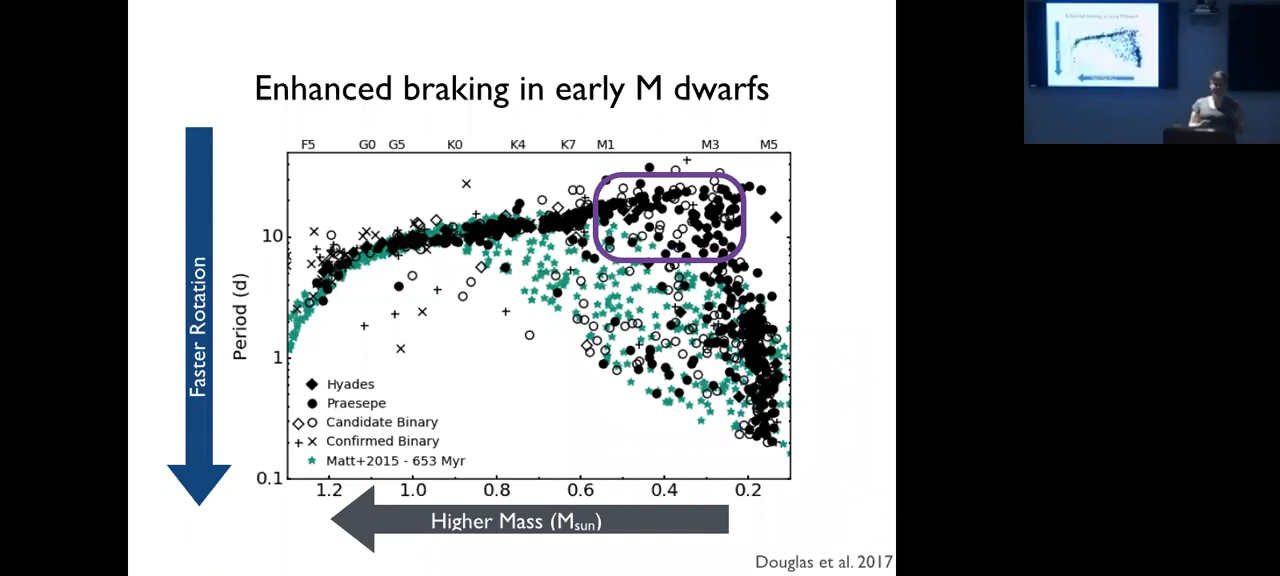 Enhanced braking in early M dwarfs
F5 G0 G5 K0 K4 K7 M1 M3 M5
10
1
0.1
Period (d)
Faster Rotation
Hyades
Praesepe
Candidate Binary
Confirmed Binary
Matt+2015 - 653 Myr
1.2 1.0 0.8 0.6 0.4 0.2
Higher Mass (Msun)
Douglas et al. 2017